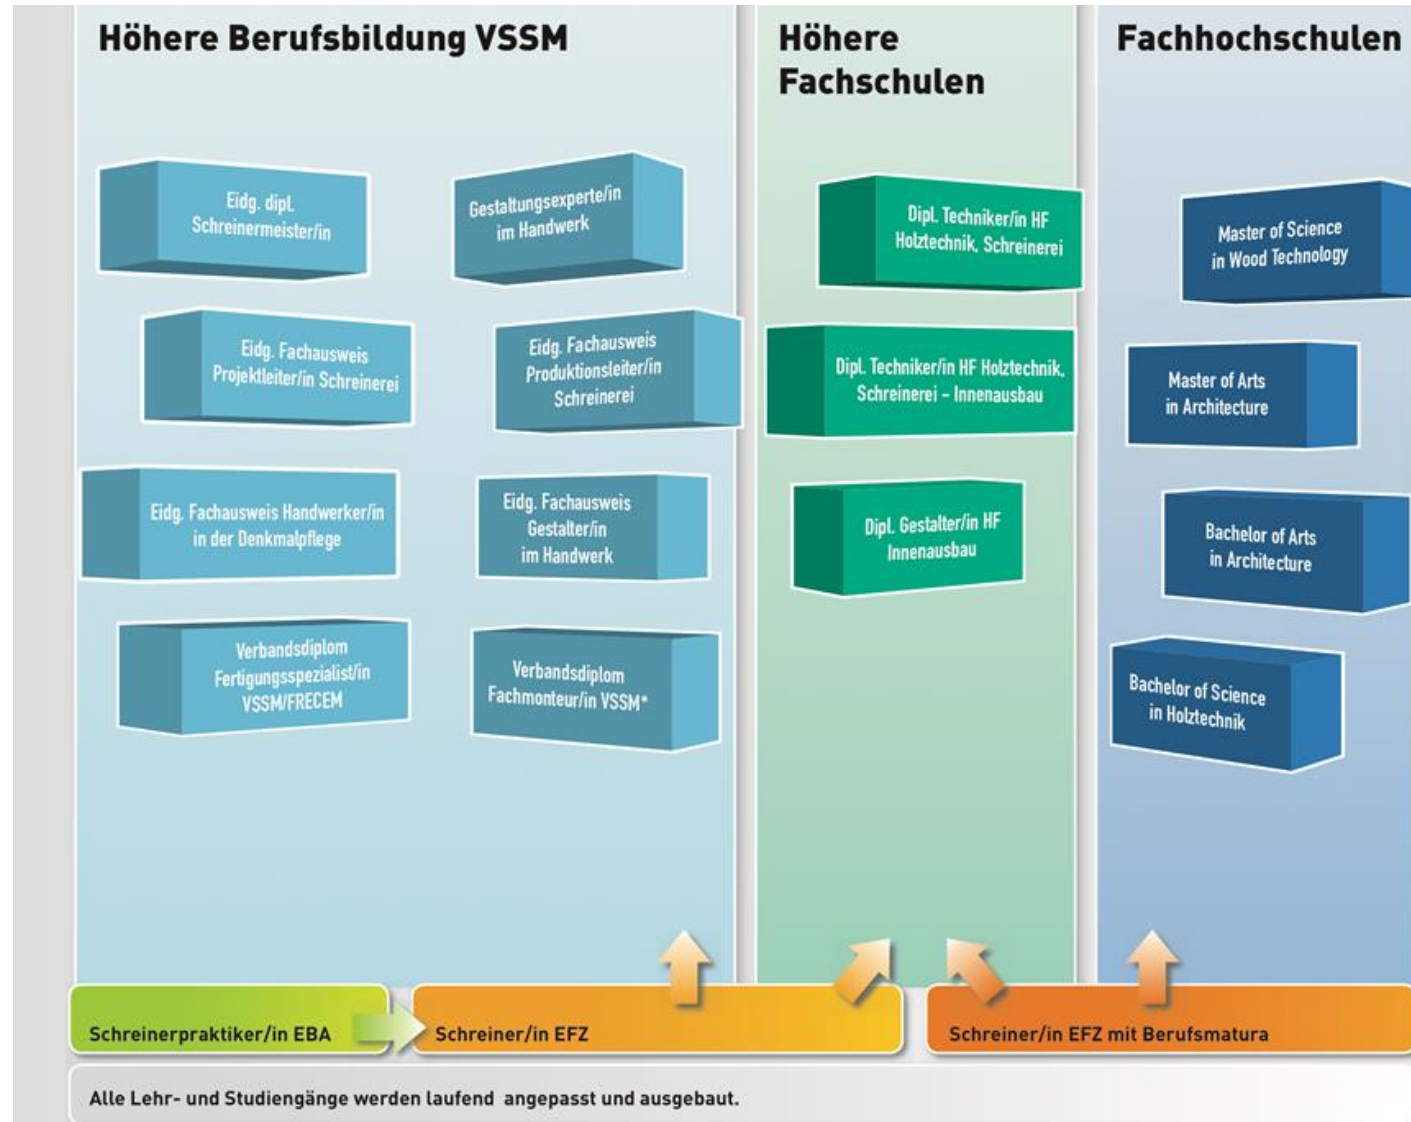 Höhere Berufsbildung VSSM
Eidg. dipl.
Schreinermeister/in
Gestaltungsexperte/in
im Handwerk
Eidg. Fachausweis
Projektleiter/in Schreinerei
Eidg. Fachausweis
Produktionsleiter/in
Schreinerei
Eidg. Fachausweis Handwerker/in
in der Denkmalpflege
Eidg. Fachausweis
Gestalter/in
im Handwerk
Verbandsdiplom
Fertigungsspezialist/in
VSSM/FRECEM
Verbandsdiplom
Fachmonteur/in VSSM*
Höhere
Fachschulen
Dipl. Techniker/in HF
Holztechnik, Schreinerei
Dipl. Techniker/in HF Holztechnik,
Schreinerei – Innenausbau
Dipl. Gestalter/in HF
Innenausbau
Fachhochschulen
Master of Science
in Wood Technology
Master of Arts
in Architecture
Bachelor of Arts
in Architecture
Bachelor of Science
in Holztechnik
Schreinerpraktiker/in EBA
Schreiner/in EFZ
Schreiner/in EFZ mit Berufsmatura
Alle Lehr- und Studiengänge werden laufend angepasst und ausgebaut.